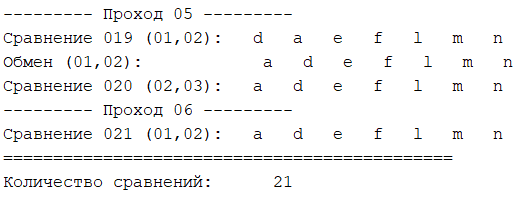 --------- Проход 05 ---------
Сравнение 019 (01,02):   d   a   e   f   l   m   n
Обмен (01,02):            a   d   e   f   l   m   n
Сравнение 020 (02,03):   a   d   e   f   l   m   n
--------- Проход 06 ---------
Сравнение 021 (01,02):   a   d   e   f   l   m   n
=============================================
Количество сравнений:      21